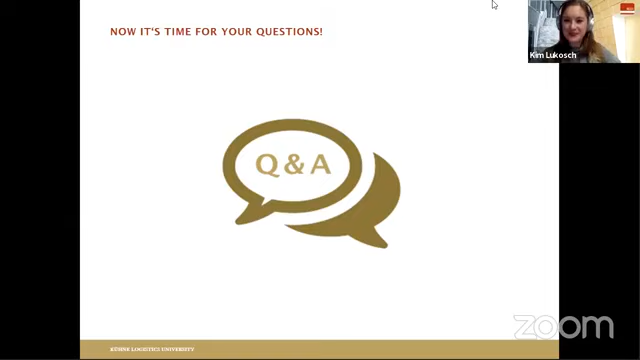 NOW IT'S TIME FOR YOUR QUESTIONS!
Kim Lukosch
Q & A
zoom
KÜHNE LOGISTICS UNIVERSITY